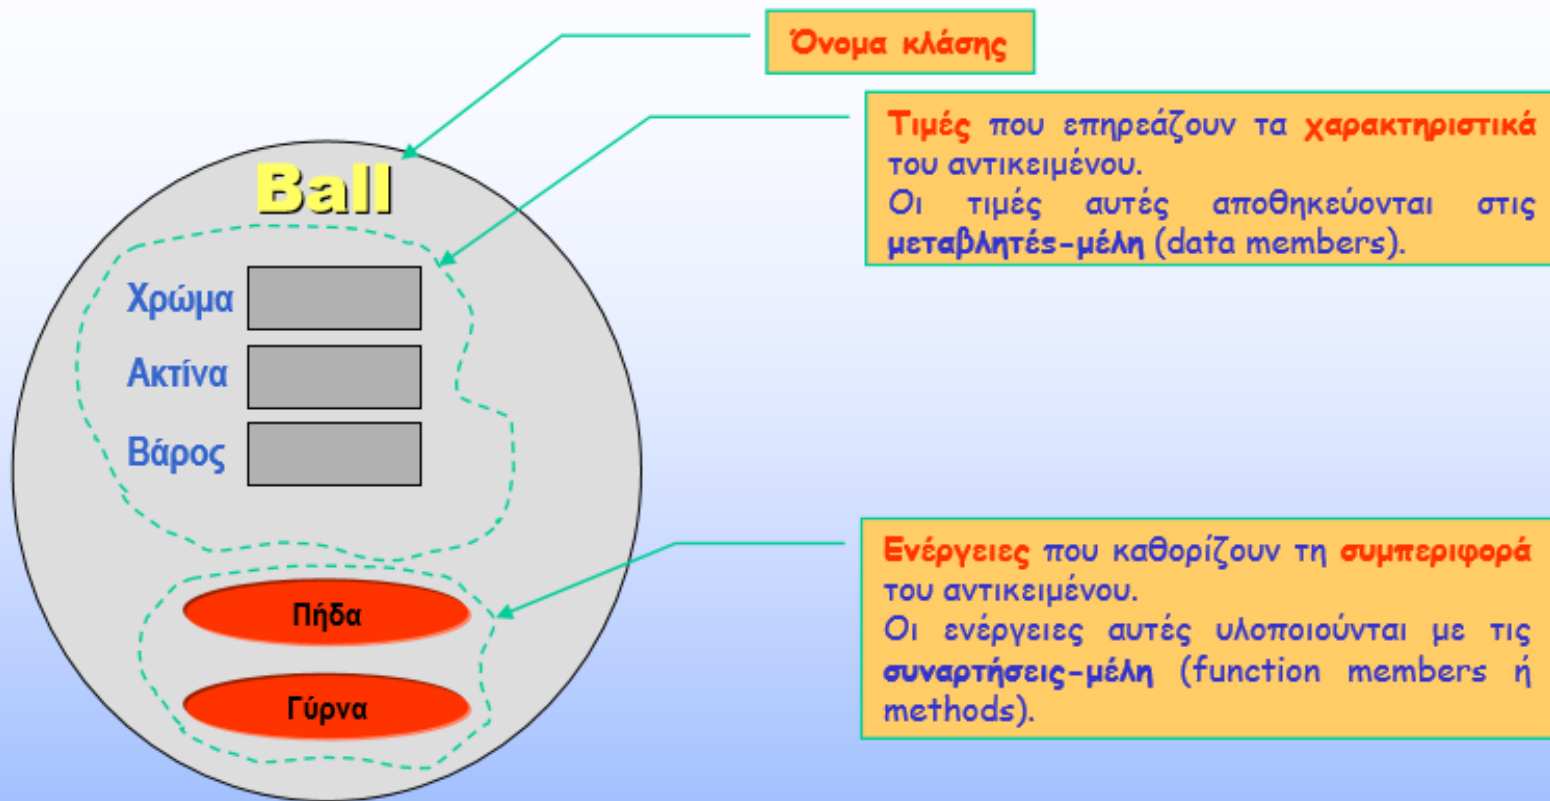 Όνομα κλάσης
Τιμές που επηρεάζουν τα χαρακτηριστικά
του αντικειμένου.
Οι τιμές αυτές αποθηκεύονται στις
μεταβλητές-μέλη (data members).
Ball
Χρώμα
Ακτίνα
Βάρος
Ενέργειες που καθορίζουν τη συμπεριφορά
του αντικειμένου.
Οι ενέργειες αυτές υλοποιούνται με τις
συναρτήσεις-μέλη (function members ή
methods).
Πήδα
Γύρνα